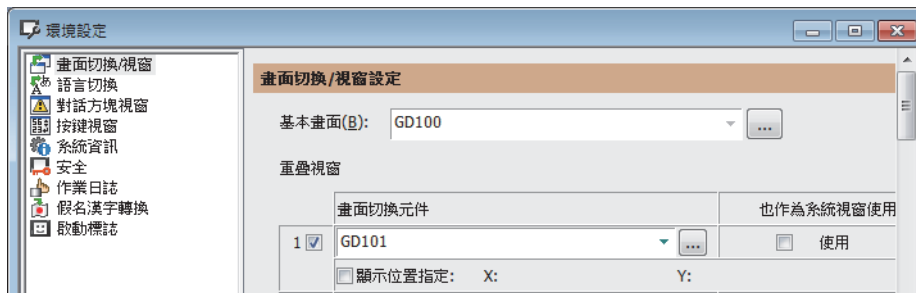 環境設定
畫面切換/視窗
語言切換
對話方塊視窗
按鍵視窗
系統資訊
安全
作業日誌
假名漢字轉換
啟動標誌
畫面切換/視窗設定
基本畫面(B): GD100 ...
重疊視窗
畫面切換元件 也作為系統視窗使用
1 GD101 ... 使用
顯示位置指定: X: Y: